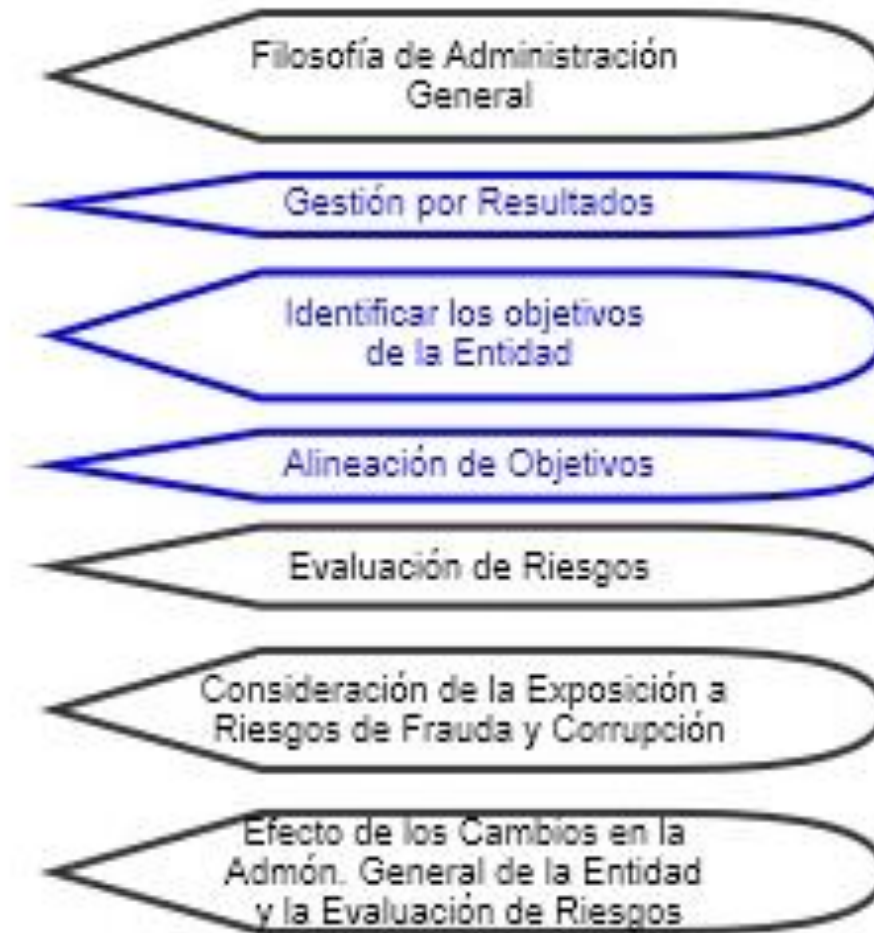 Filosofía de Administración
General
Gestión por Resultados
Identificar los objetivos
de la Entidad
Alineación de Objetivos
Evaluación de Riesgos
Consideración de la Exposición a
Riesgos de Frauda y Corrupción
Efecto de los Cambios en la
Admón. General de la Entidad
y la Evaluación de Riesgos